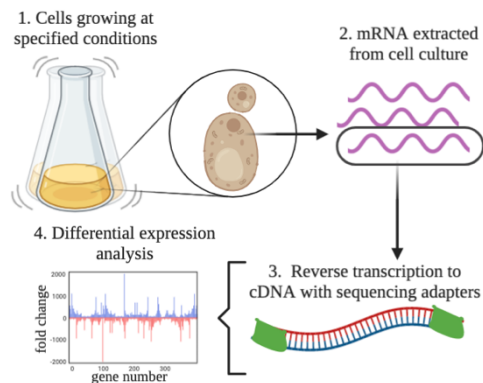 1. Cells growing at
specified conditions
2. mRNA extracted
from cell culture
3. Reverse transcription to
cDNA with sequencing adapters
4. Differential expression
analysis
fold change
2000
1000
0
-1000
-2000
0 100 200 300
gene number